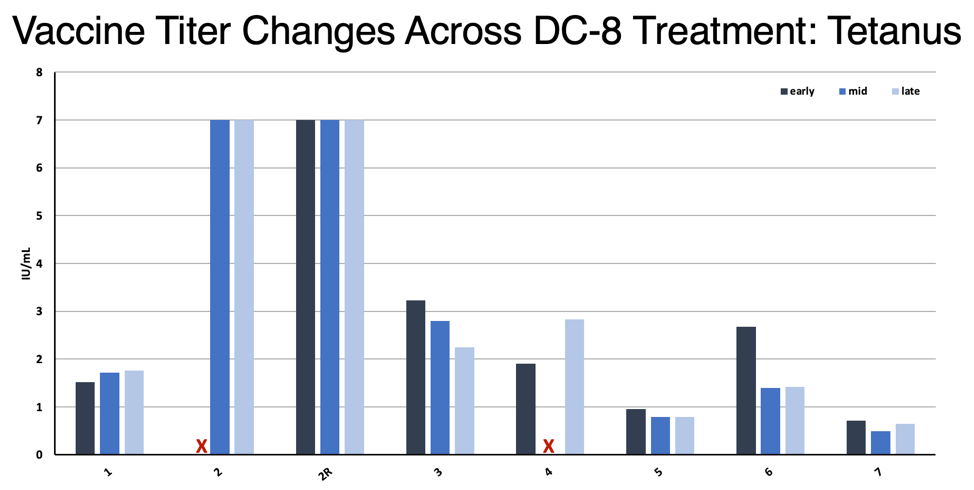 Vaccine Titer Changes Across DC-8 Treatment: Tetanus
8
early mid late
7
6
5
4
IU/mL
3
2
1
X X
0
1 2 2R 3 4 5 6 7